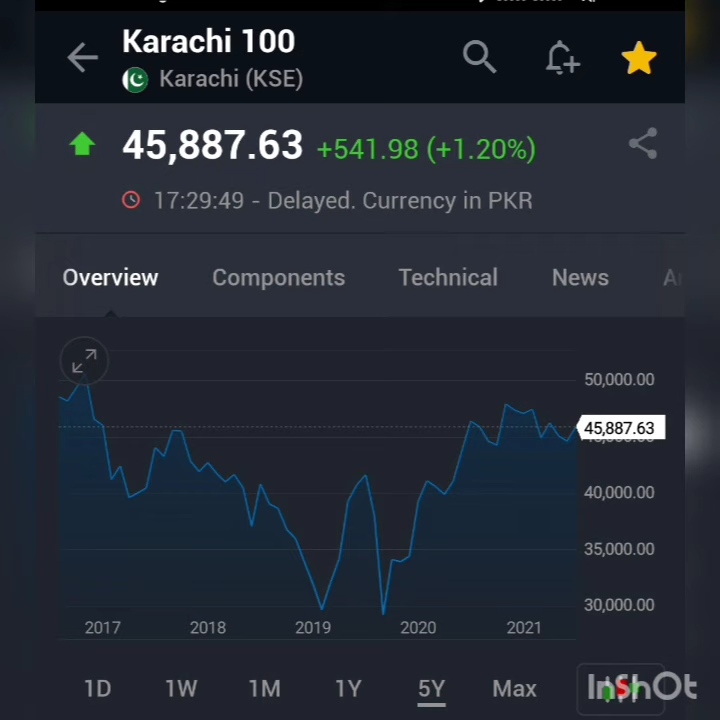 Karachi 100
Karachi (KSE)
45,887.63 +541.98 (+1.20%)
17:29:49 - Delayed. Currency in PKR
Overview Components Technical News
50,000.00
45,887.63
40,000.00
35,000.00
30,000.00
2017 2018 2019 2020 2021
1D 1W 1M 1Y 5Y Max
InShOt